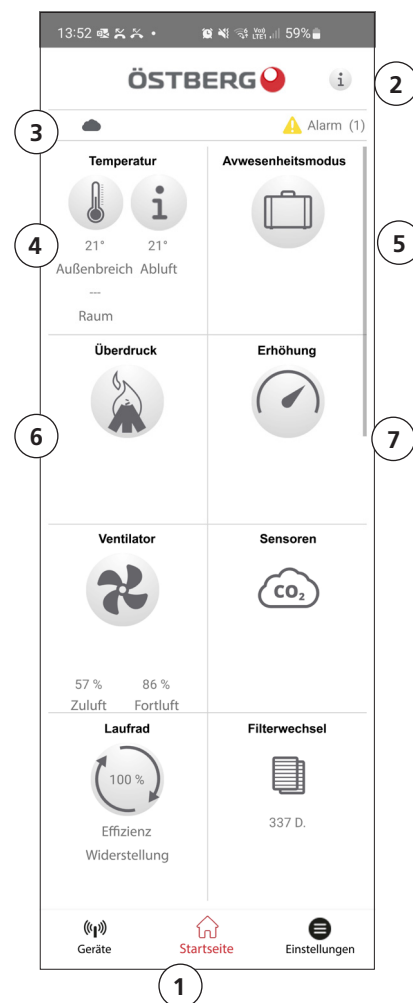 13:52 59%
ÖSTBERG
i
2
3
Alarm (1)
Temperatur
Avwesenheitsmodus
i
4
21° 21°
5
Außenbreich Abluft
---
Raum
Überdruck
Erhöhung
6
7
Ventilator
Sensoren
CO₂
57 % 86 %
Zuluft Fortluft
Laufrad
Filterwechsel
100 %
337 D.
Effizienz
Widerstellung
Geräte
Startseite
Einstellungen
1